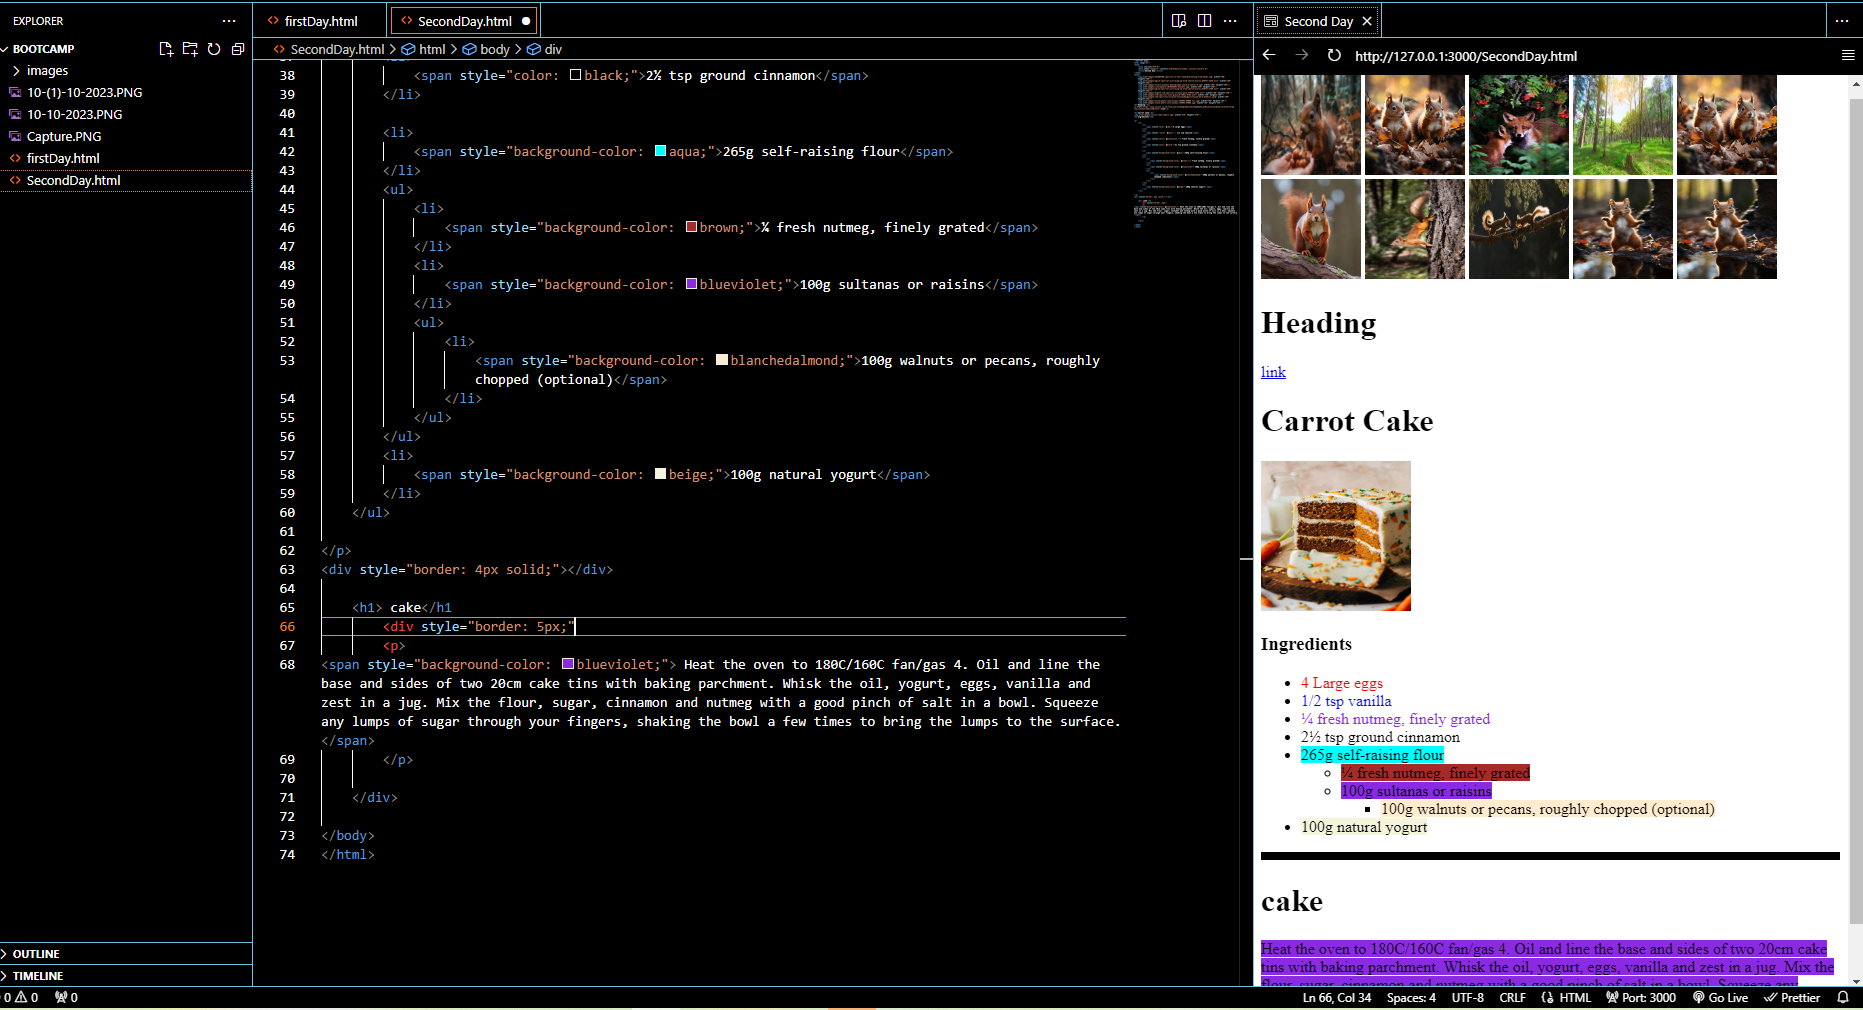 EXPLORER
BOOTCAMP
images
10-(1)-10-2023.PNG
10-10-2023.PNG
Capture.PNG
firstDay.html
SecondDay.html
OUTLINE
TIMELINE
firstDay.html
SecondDay.html
SecondDay.html > html > body > div
38 <span style="color: black;">2½ tsp ground cinnamon</span>
39 </li>
40
41 <li>
42 <span style="background-color: aqua;">265g self-raising flour</span>
43 </li>
44 <ul>
45 <li>
46 <span style="background-color: brown;">¼ fresh nutmeg, finely grated</span>
47 </li>
48 <li>
49 <span style="background-color: blueviolet;">100g sultanas or raisins</span>
50 </li>
51 <ul>
52 <li>
53 <span style="background-color: blanchedalmond;">100g walnuts or pecans, roughly
chopped (optional)</span>
54 </li>
55 </ul>
56 </ul>
57 <li>
58 <span style="background-color: beige;">100g natural yogurt</span>
59 </li>
60 </ul>
61
62 </p>
63 <div style="border: 4px solid;"></div>
64
65 <h1> cake</h1
66 <div style="border: 5px;"
67 <p>
68 <span style="background-color: blueviolet;"> Heat the oven to 180C/160C fan/gas 4. Oil and line the
base and sides of two 20cm cake tins with baking parchment. Whisk the oil, yogurt, eggs, vanilla and
zest in a jug. Mix the flour, sugar, cinnamon and nutmeg with a good pinch of salt in a bowl. Squeeze
any lumps of sugar through your fingers, shaking the bowl a few times to bring the lumps to the surface.
</span>
69 </p>
70
71 </div>
72
73 </body>
74 </html>
Second Day
http://127.0.0.1:3000/SecondDay.html
Heading
link
Carrot Cake
Ingredients
4 Large eggs
1/2 tsp vanilla
¼ fresh nutmeg, finely grated
2½ tsp ground cinnamon
265g self-raising flour
¼ fresh nutmeg, finely grated
100g sultanas or raisins
100g walnuts or pecans, roughly chopped (optional)
100g natural yogurt
cake
Heat the oven to 180C/160C fan/gas 4. Oil and line the base and sides of two 20cm cake
tins with baking parchment. Whisk the oil, yogurt, eggs, vanilla and zest in a jug. Mix the
flour, sugar, cinnamon and nutmeg with a good pinch of salt in a bowl. Squeeze any
0 0 0 Ln 66, Col 34 Spaces: 4 UTF-8 CRLF HTML Port: 3000 Go Live Prettier